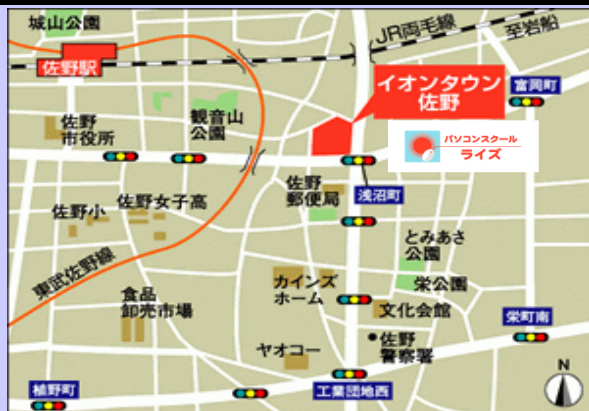 城山公園
JR両毛線
至岩船
佐野駅
イオンタウン
佐野
富岡町
佐野
市役所
観音山
公園
パソコンスクール
ライズ
佐野
郵便局
浅沼町
佐野小
佐野女子高
とみあさ
公園
東武佐野線
カインズ
ホーム
栄公園
食品
卸売市場
文化会館
栄町南
ヤオコー
佐野
警察署
植野町
工業団地西
N